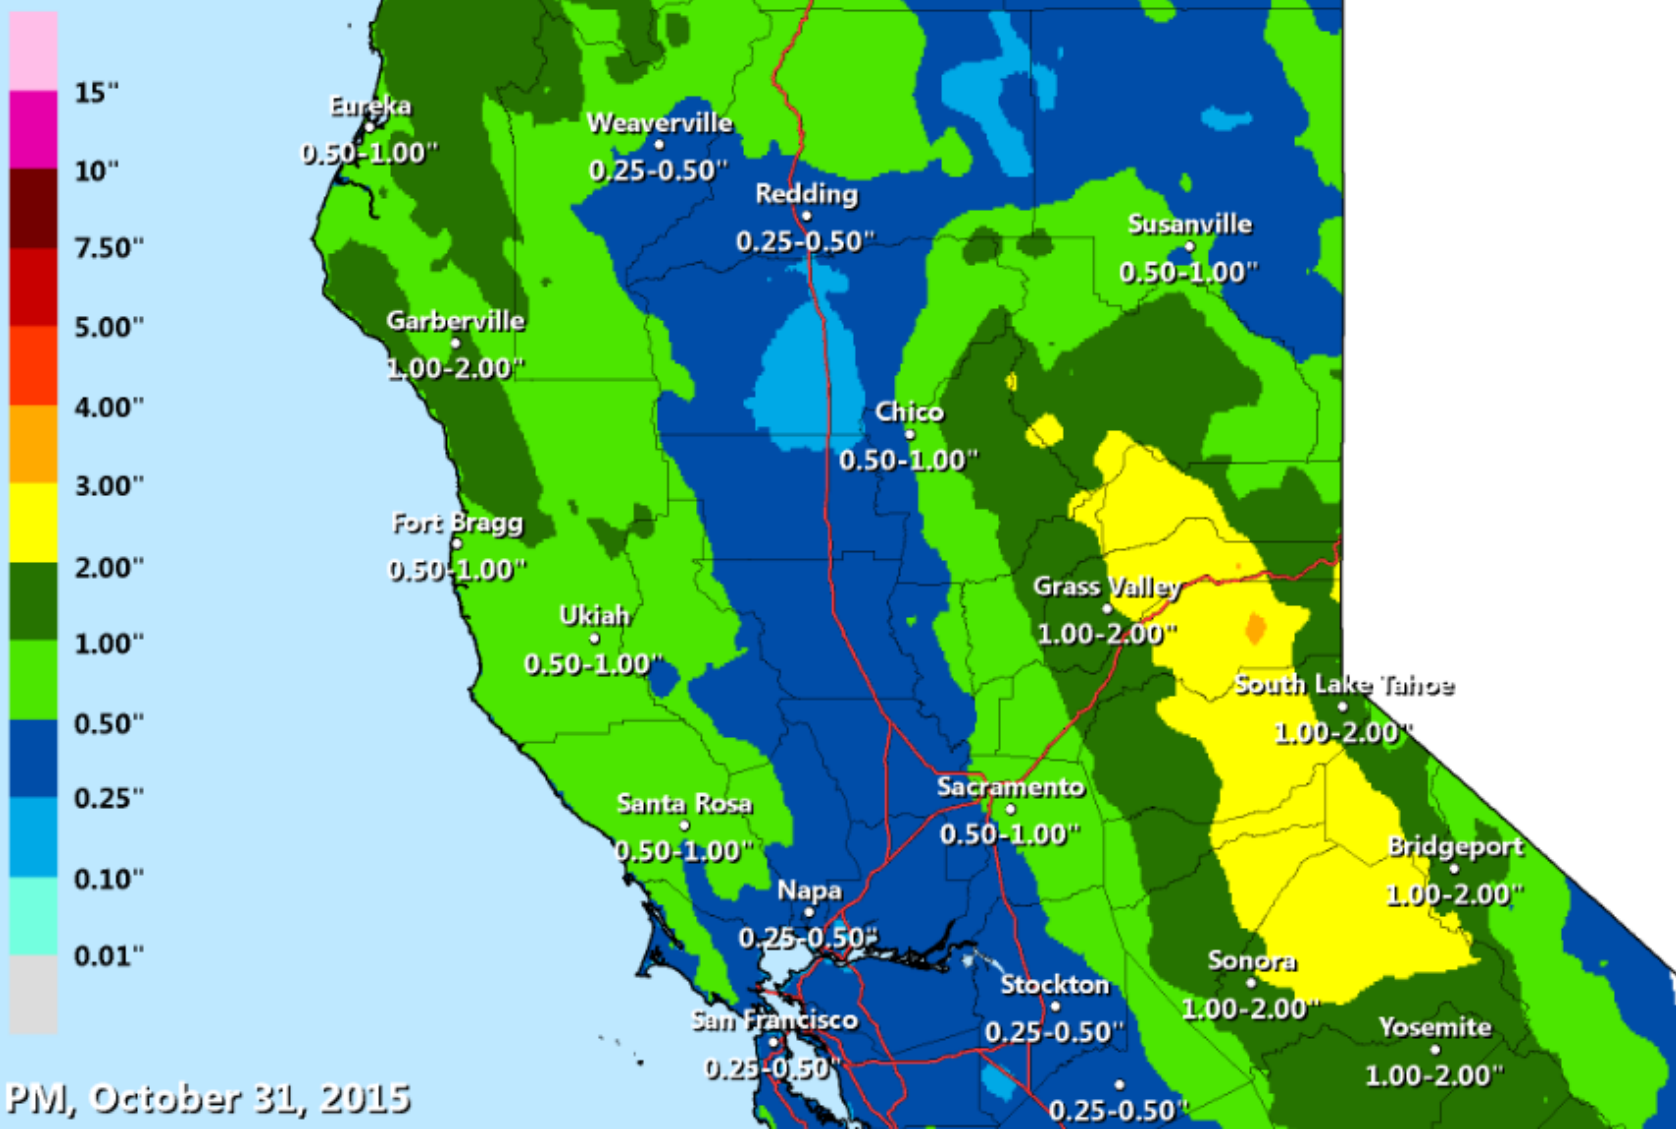 15"
10"
7.50"
5.00"
4.00"
3.00"
2.00"
1.00"
0.50"
0.25"
0.10"
0.01"
Eureka
0.50-1.00"
Weaverville
0.25-0.50"
Redding
0.25-0.50"
Susanville
0.50-1.00"
Garberville
1.00-2.00"
Chico
0.50-1.00"
Fort Bragg
0.50-1.00"
Grass Valley
1.00-2.00"
Ukiah
0.50-1.00"
South Lake Tahoe
1.00-2.00"
Sacramento
0.50-1.00"
Santa Rosa
0.50-1.00"
Bridgeport
1.00-2.00"
Napa
0.25-0.50"
Sonora
1.00-2.00"
Stockton
0.25-0.50"
San Francisco
0.25-0.50"
Yosemite
1.00-2.00"
0.25-0.50"
PM, October 31, 2015